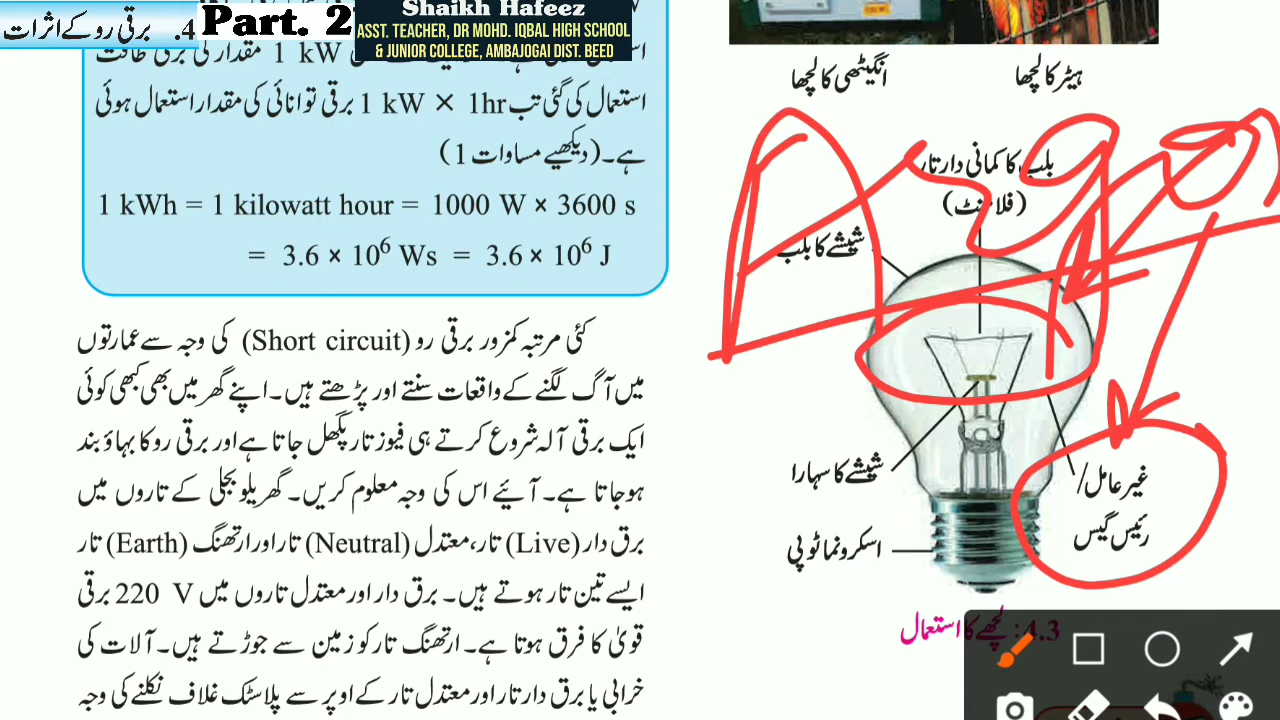 4. برقی رو کے اثرات
Part. 2
Shaikh Hafeez
ASST. TEACHER, DR MOHD. IQBAL HIGH SCHOOL
& JUNIOR COLLEGE, AMBAJOGAI DIST. BEED
1 kW مقدار کی برقی طاقت
استعمال کی گئی تب 1 kW × 1hr برقی توانائی کی مقدار استعمال ہوئی
ہے۔ (دیکھیے مساوات 1)
1 kWh = 1 kilowatt hour = 1000 W × 3600 s
= 3.6 × 10⁶ Ws = 3.6 × 10⁶ J
کئی مرتبہ کمزور برقی رو (Short circuit) کی وجہ سے عمارتوں
میں آگ لگنے کے واقعات سنتے اور پڑھتے ہیں۔ اپنے گھر میں بھی کبھی کوئی
ایک برقی آلہ شروع کرتے ہی فیوز تار پگھل جاتا ہے اور برقی رو کا بہاؤ بند
ہو جاتا ہے۔ آئیے اس کی وجہ معلوم کریں۔ گھریلو بجلی کے تاروں میں
برق دار (Live) تار، معتدل (Neutral) تار اور ارتھنگ (Earth) تار
ایسے تین تار ہوتے ہیں۔ برق دار اور معتدل تاروں میں 220 V برقی
قویٰ کا فرق ہوتا ہے۔ ارتھنگ تار کو زمین سے جوڑتے ہیں۔ آلات کی
خرابی یا برق دار تار اور معتدل تار کے اوپر سے پلاسٹک غلاف نکلنے کی وجہ
ہیٹر کا لچھا
انگیٹھی کا لچھا
بلب کا کمانی دار تار
(فلامنٹ)
شیشے کا بلب
شیشے کا سہارا
غیر عامل/
رئیس گیس
اسکرو نما ٹوپی
4.3: لچھے کا استعمال